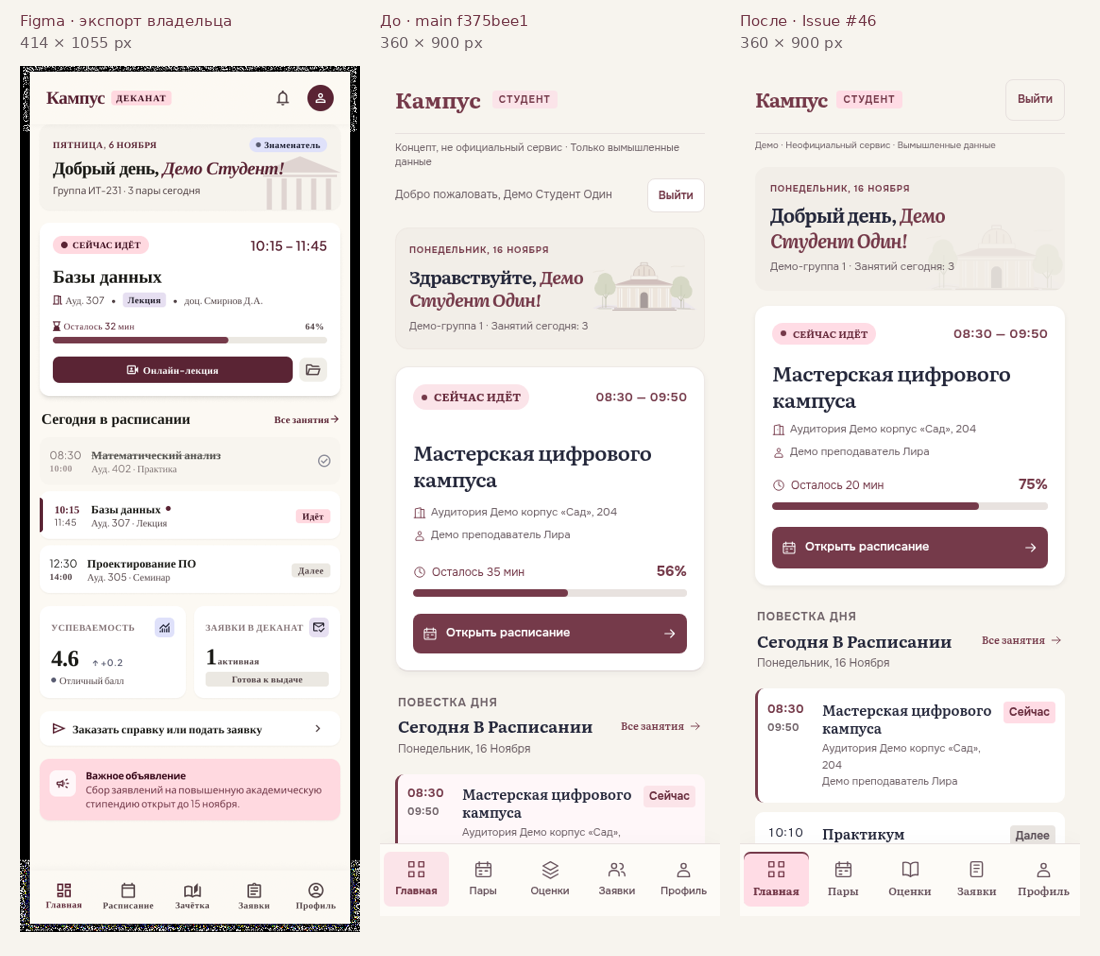 Figma · экспорт владельца
414 × 1055 px
Кампус ДЕКАНАТ
ПЯТНИЦА, 6 НОЯБРЯ
Знаменатель
Добрый день, Демо Студент!
Группа ИТ-231 · 3 пары сегодня
СЕЙЧАС ИДЁТ
10:15 – 11:45
Базы данных
Ауд. 307 • Лекция • доц. Смирнов Д.А.
Осталось 32 мин
64%
Онлайн-лекция
Сегодня в расписании
Все занятия→
08:30 Математический анализ
10:00 Ауд. 402 · Практика
10:15 Базы данных
11:45 Ауд. 307 · Лекция
Идёт
12:30 Проектирование ПО
14:00 Ауд. 305 · Семинар
Далее
УСПЕВАЕМОСТЬ
4.6 ↑ +0.2
Отличный балл
ЗАЯВКИ В ДЕКАНАТ
1 активная
Готова к выдаче
Заказать справку или подать заявку
Важное объявление
Сбор заявлений на повышенную академическую
стипендию открыт до 15 ноября.
Главная Расписание Зачётка Заявки Профиль
До · main f375bee1
360 × 900 px
Кампус СТУДЕНТ
Концепт, не официальный сервис · Только вымышленные
данные
Добро пожаловать, Демо Студент Один
Выйти
ПОНЕДЕЛЬНИК, 16 НОЯБРЯ
Здравствуйте, Демо
Студент Один!
Демо-группа 1 · Занятий сегодня: 3
СЕЙЧАС ИДЁТ
08:30 — 09:50
Мастерская цифрового
кампуса
Аудитория Демо корпус «Сад», 204
Демо преподаватель Лира
Осталось 35 мин
56%
Открыть расписание →
ПОВЕСТКА ДНЯ
Сегодня В Расписании
Все занятия →
Понедельник, 16 Ноября
08:30
09:50
Мастерская цифрового
кампуса
Сейчас
Аудитория Демо корпус «Сад»,
Главная Пары Оценки Заявки Профиль
После · Issue #46
360 × 900 px
Кампус СТУДЕНТ
Выйти
Демо · Неофициальный сервис · Вымышленные данные
ПОНЕДЕЛЬНИК, 16 НОЯБРЯ
Добрый день, Демо
Студент Один!
Демо-группа 1 · Занятий сегодня: 3
СЕЙЧАС ИДЁТ
08:30 — 09:50
Мастерская цифрового
кампуса
Аудитория Демо корпус «Сад», 204
Демо преподаватель Лира
Осталось 20 мин
75%
Открыть расписание →
ПОВЕСТКА ДНЯ
Сегодня В Расписании
Все занятия →
Понедельник, 16 Ноября
08:30
09:50
Мастерская цифрового
кампуса
Сейчас
Аудитория Демо корпус «Сад»,
204
Демо преподаватель Лира
10:10
Практикум
Далее
Главная Пары Оценки Заявки Профиль